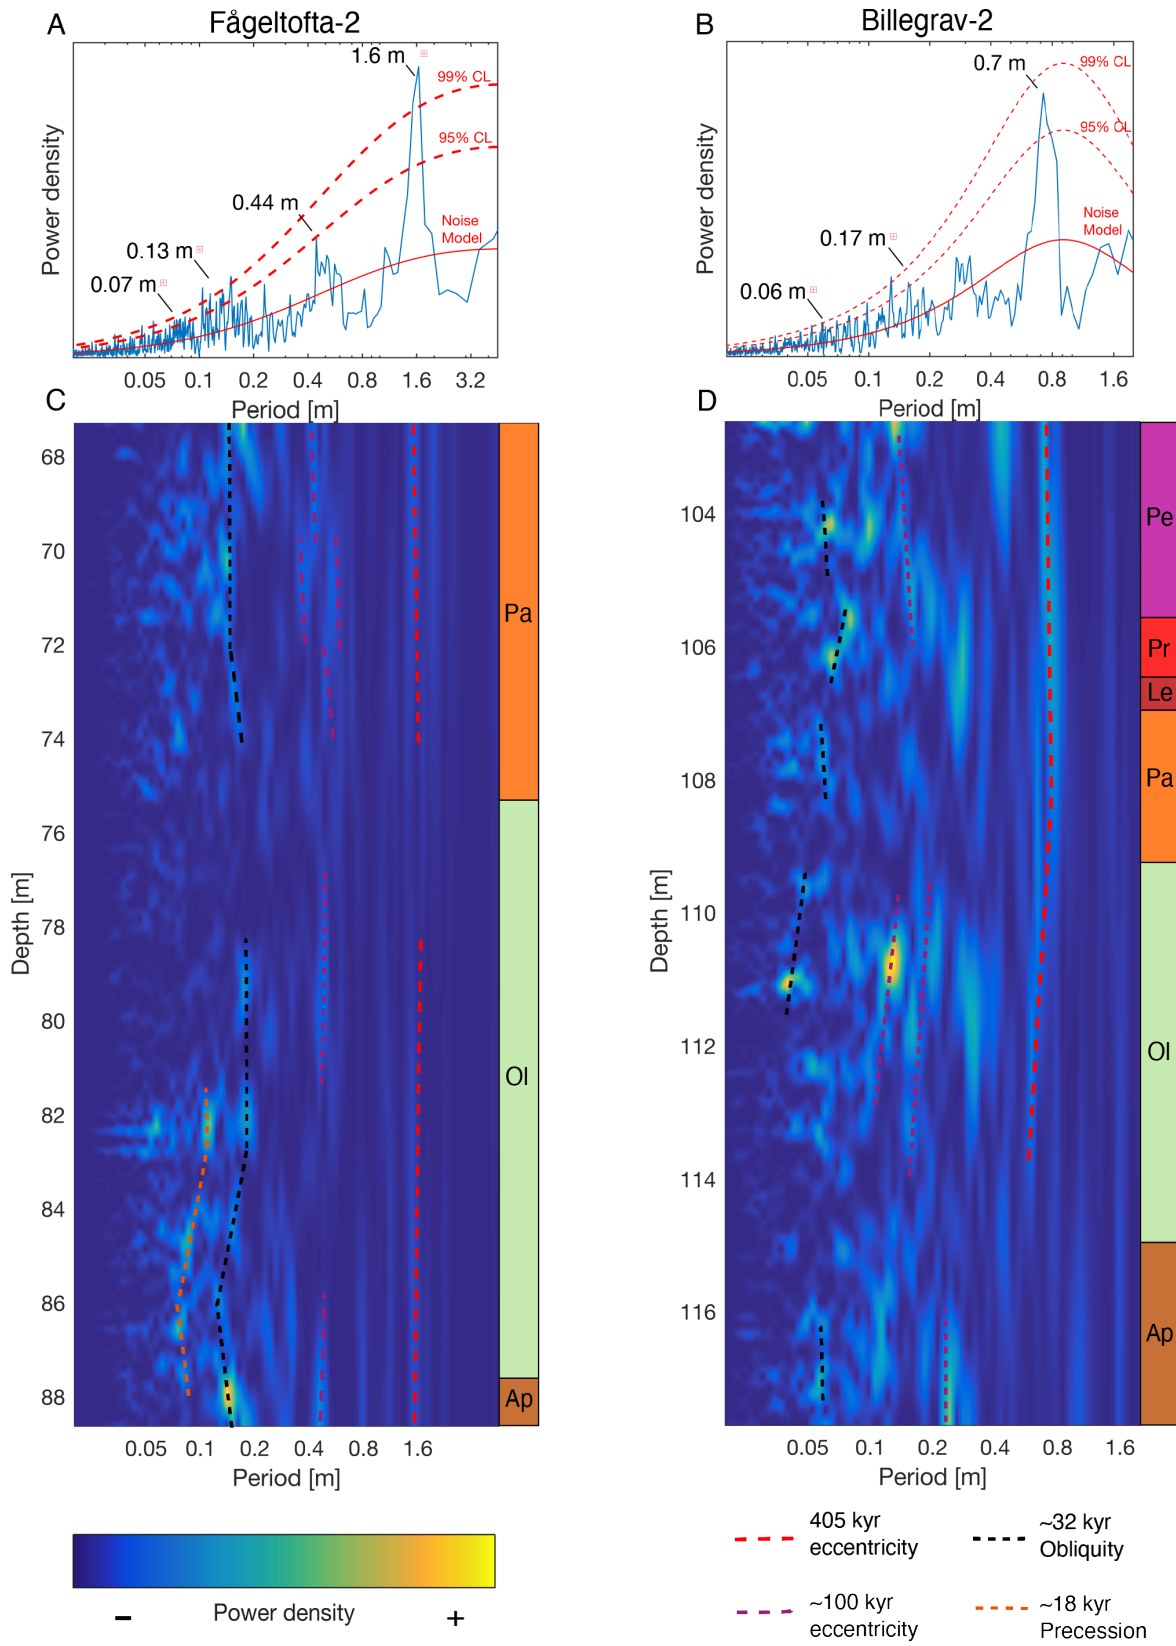 A
Fågeltofta-2
B
Billegrav-2
1.6 m
99% CL
95% CL
0.44 m
0.13 m
0.07 m
Noise
Model
Power density
0.05 0.1 0.2 0.4 0.8 1.6 3.2
Period [m]
0.7 m
99% CL
95% CL
0.17 m
0.06 m
Noise
Model
Power density
0.05 0.1 0.2 0.4 0.8 1.6
Period [m]
C
68
70
72
74
76
78
80
82
84
86
88
Depth [m]
Pa
Ol
Ap
0.05 0.1 0.2 0.4 0.8 1.6
Period [m]
D
104
106
108
110
112
114
116
Depth [m]
Pe
Pr
Le
Pa
Ol
Ap
0.05 0.1 0.2 0.4 0.8 1.6
Period [m]
– Power density +
405 kyr
eccentricity
~32 kyr
Obliquity
~100 kyr
eccentricity
~18 kyr
Precession